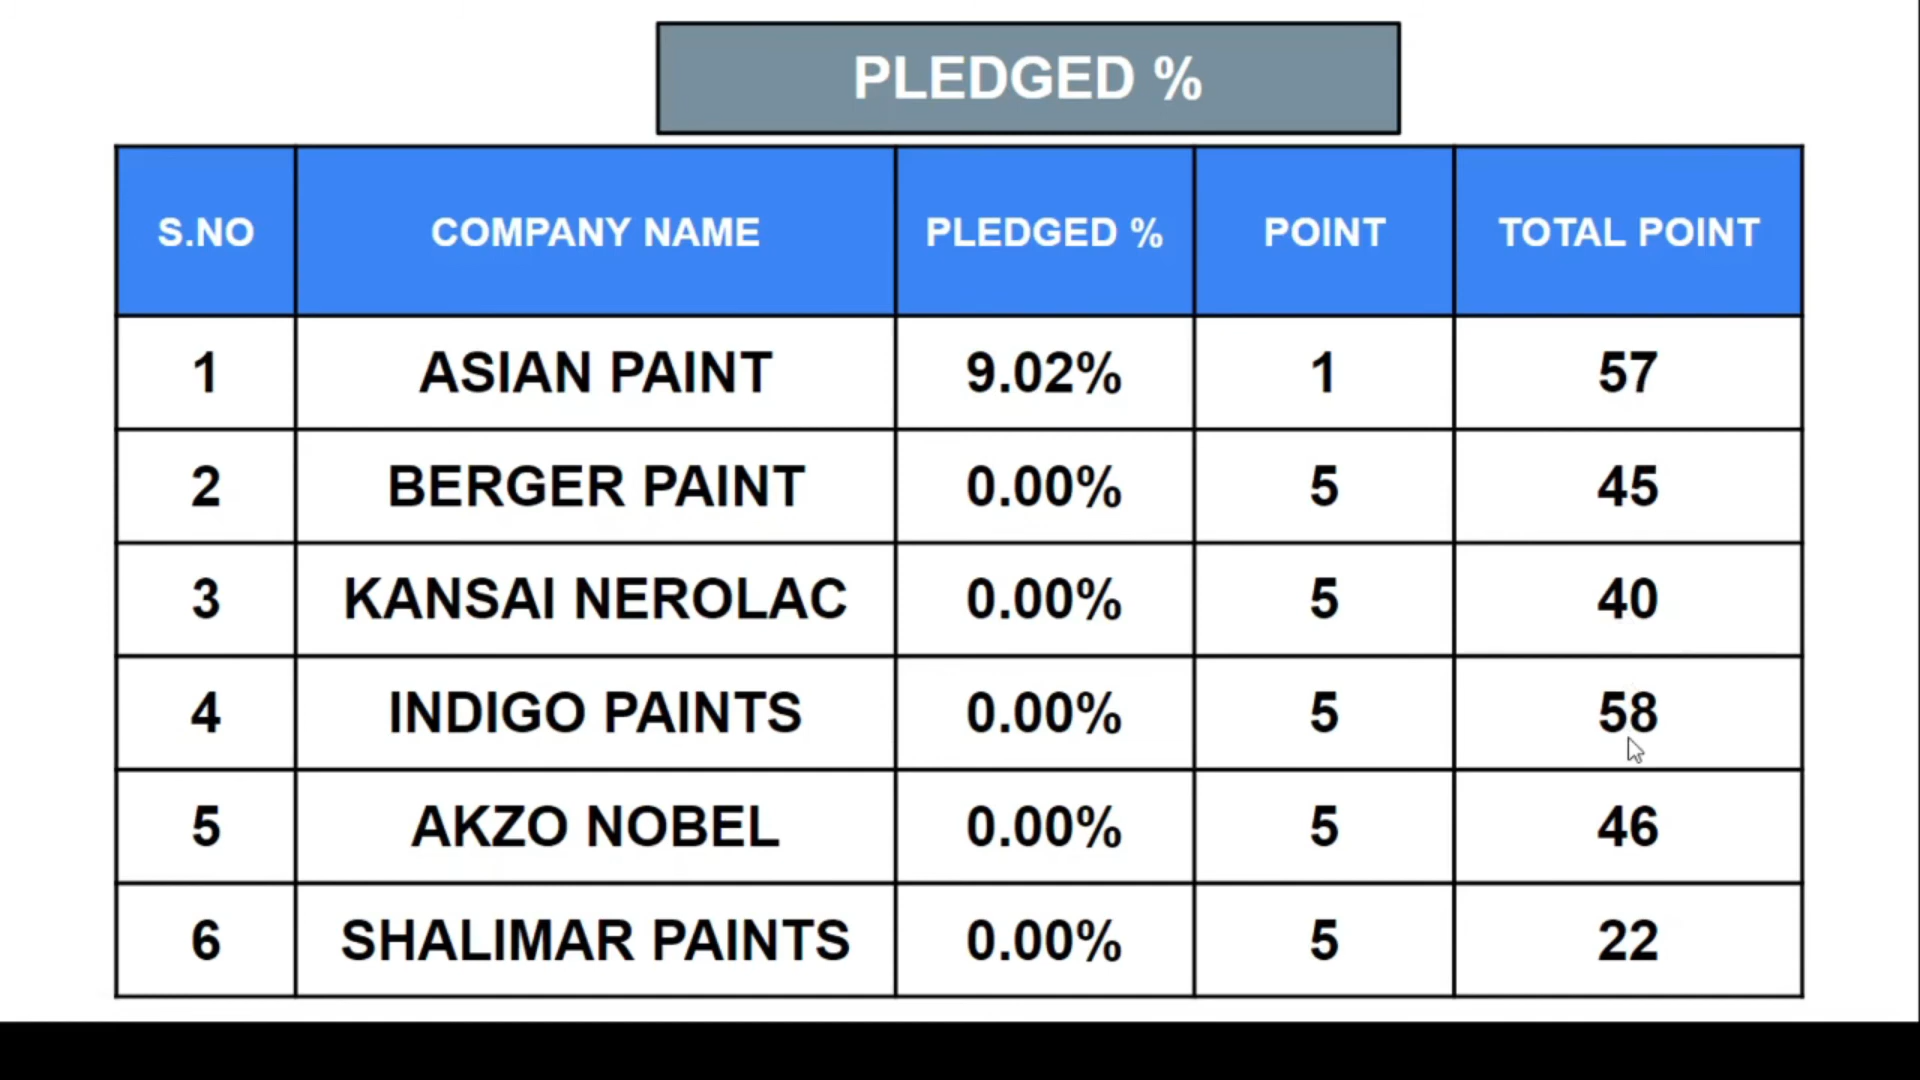 PLEDGED %
S.NO COMPANY NAME PLEDGED % POINT TOTAL POINT
1 ASIAN PAINT 9.02% 1 57
2 BERGER PAINT 0.00% 5 45
3 KANSAI NEROLAC 0.00% 5 40
4 INDIGO PAINTS 0.00% 5 58
5 AKZO NOBEL 0.00% 5 46
6 SHALIMAR PAINTS 0.00% 5 22